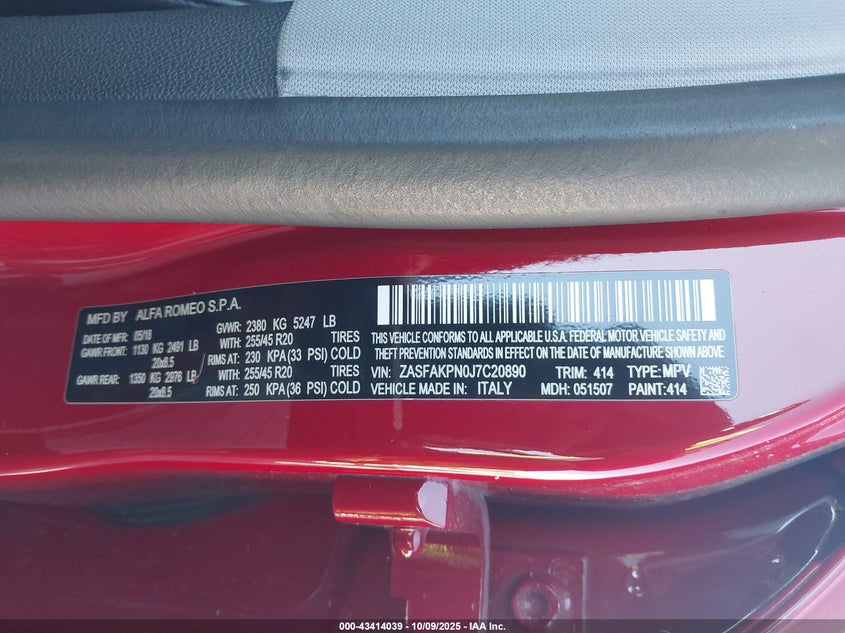 MFD BY ALFA ROMEO S.P.A.
DATE OF MFR: 05/18 GVWR: 2380 KG 5247 LB
GAWR FRONT: 1130 KG 2491 LB WITH: 255/45 R20 TIRES
20x8.5 RIMS AT: 230 KPA (33 PSI) COLD
GAWR REAR: 1350 KG 2976 LB WITH: 255/45 R20 TIRES
20x8.5 RIMS AT: 250 KPA (36 PSI) COLD
THIS VEHICLE CONFORMS TO ALL APPLICABLE U.S.A. FEDERAL MOTOR VEHICLE SAFETY AND
THEFT PREVENTION STANDARDS IN EFFECT ON THE DATE OF MANUFACTURE SHOWN ABOVE.
VIN: ZASFAKPN0J7C20890 TRIM: 414 TYPE: MPV
VEHICLE MADE IN: ITALY MDH: 051507 PAINT: 414
000-43414039 - 10/09/2025 - IAA Inc.